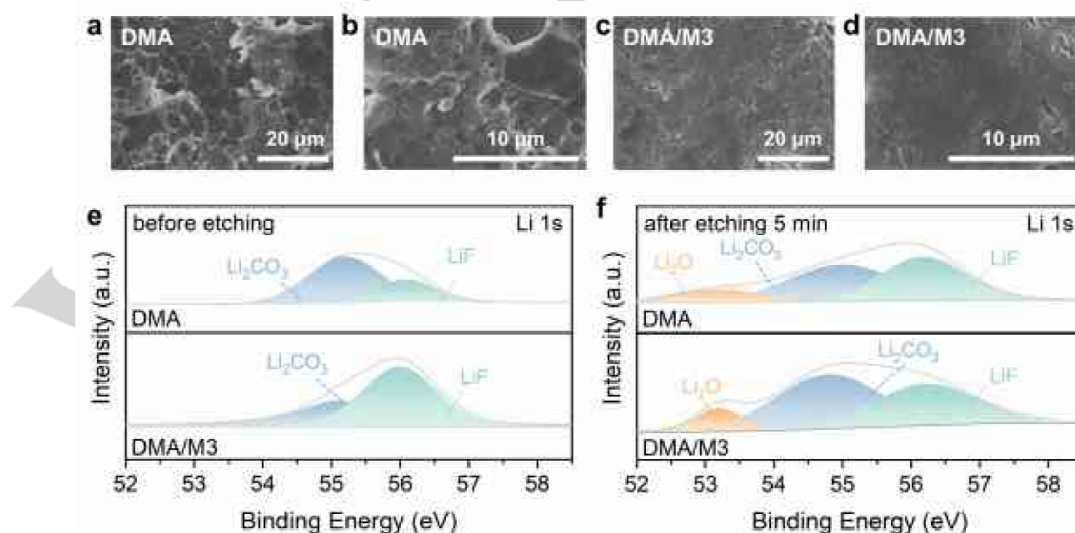 a DMA
20 μm
b DMA
10 μm
c DMA/M3
20 μm
d DMA/M3
10 μm
e
before etching
Li 1s
Li₂CO₃
LiF
DMA
Li₂CO₃
LiF
DMA/M3
Intensity (a.u.)
52 53 54 55 56 57 58
Binding Energy (eV)
f
after etching 5 min
Li 1s
Li₂O
Li₂CO₃
LiF
DMA
Li₂O
Li₂CO₃
LiF
DMA/M3
Intensity (a.u.)
52 53 54 55 56 57 58
Binding Energy (eV)